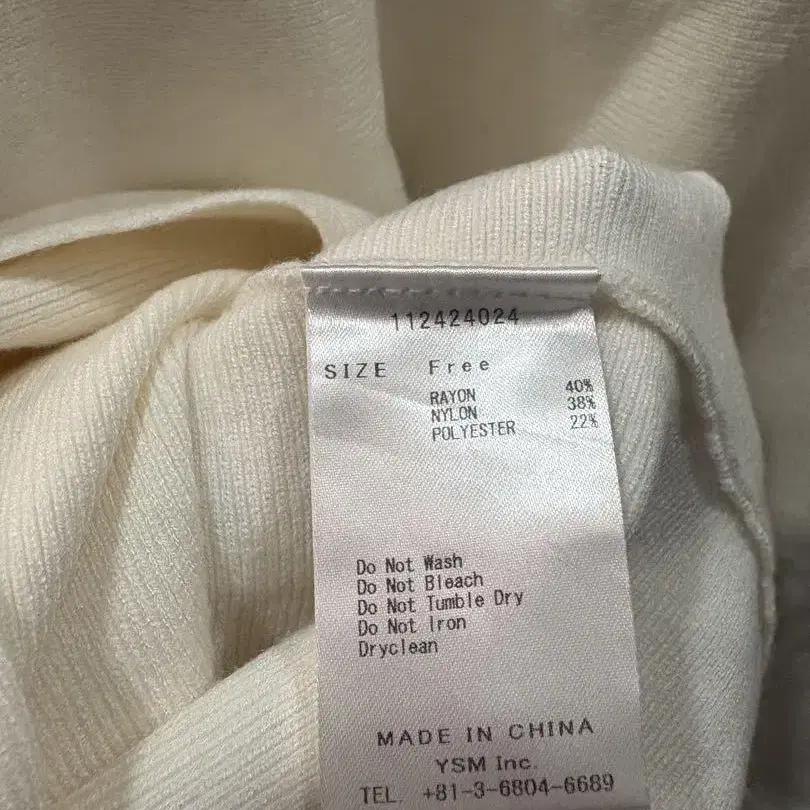 112424024
SIZE Free
RAYON 40%
NYLON 38%
POLYESTER 22%
Do Not Wash
Do Not Bleach
Do Not Tumble Dry
Do Not Iron
Dryclean
MADE IN CHINA
YSM Inc.
TEL. +81-3-6804-6689